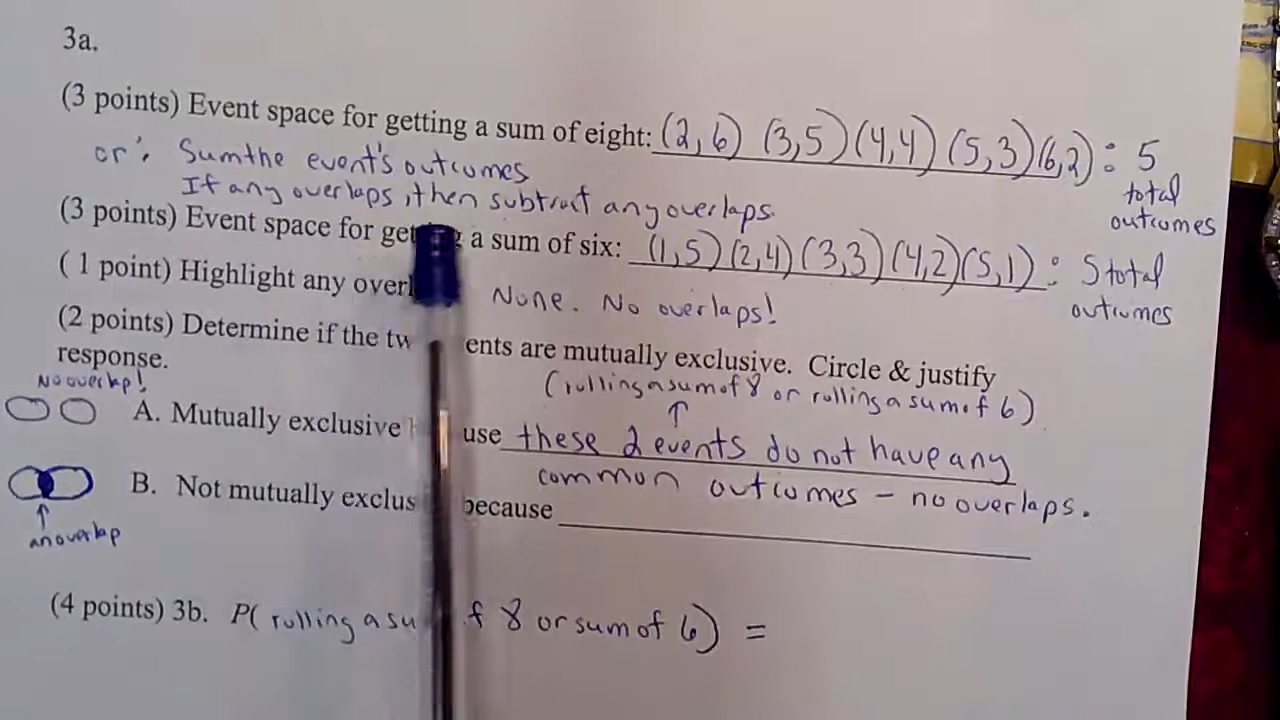 3a.
(3 points) Event space for getting a sum of eight: (2, 6) (3,5) (4,4) (5,3) (6,2) : 5
total
outcomes
or: Sum the event's outcomes
If any overlaps, then subtract any overlaps.
(3 points) Event space for get a sum of six: (1,5) (2,4) (3,3) (4,2) (5,1) : 5 total
outcomes
( 1 point) Highlight any over None. No overlaps!
(2 points) Determine if the tw ents are mutually exclusive. Circle & justify
response.
No overlap!
(rolling a sum of 8 or rolling a sum of 6)
A. Mutually exclusive use these 2 events do not have any
common outcomes – no overlaps.
B. Not mutually exclus because
an overlap
(4 points) 3b. P( rolling a su f 8 or sum of 6) =